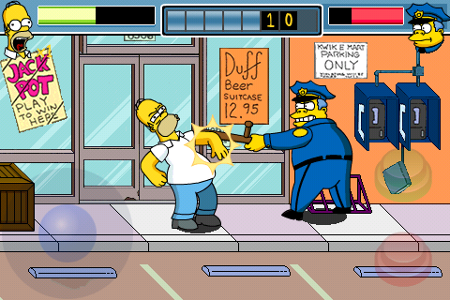 10
JACK
POT
PLAY
TO WIN
HERE
Duff
Beer
SUITCASE
12.95
KWIK E MART
PARKING
ONLY